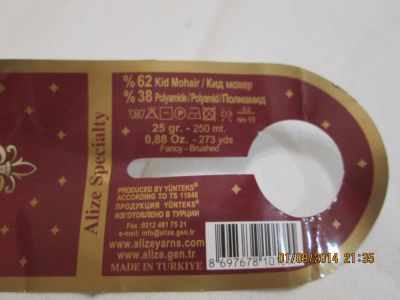 Alize Specialty
%62 Kid Mohair / Кид мохер
%38 Polyamide / Polyamid / Полиамид
25 gr. - 250 mt.
0,88 Oz. - 273 yds
Fancy - Brushed
PRODUCED BY YÜNTEKS®
ACCORDING TO TS 11846
ПРОДУКЦИЯ YÜNTEKS®
ИЗГОТОВЛЕНО В ТУРЦИИ
Fax: 0212 481 75 21
e-mail: info@alize.gen.tr
www.alizeyarns.com
www.alize.gen.tr
MADE IN TURKIYE
8 697678 10
01/09/2014 21:35